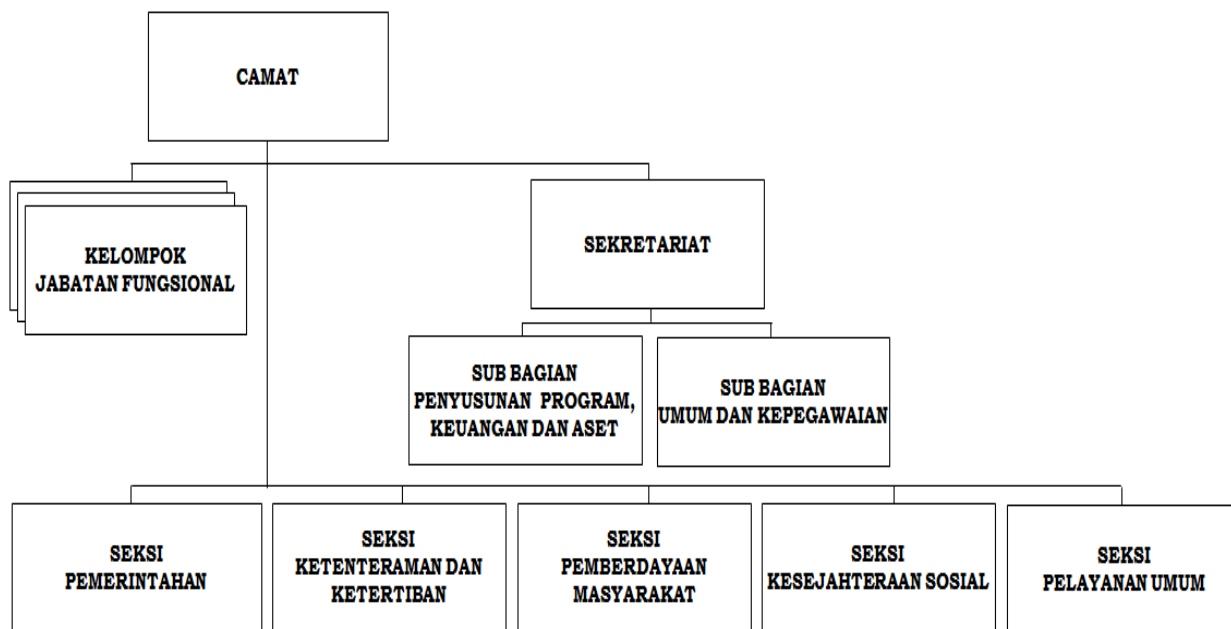 CAMAT
KELOMPOK
JABATAN FUNGSIONAL
SEKRETARIAT
SUB BAGIAN
PENYUSUNAN PROGRAM,
KEUANGAN DAN ASET
SUB BAGIAN
UMUM DAN KEPEGAWAIAN
SEKSI
PEMERINTAHAN
SEKSI
KETENTERAMAN DAN
KETERTIBAN
SEKSI
PEMBERDAYAAN
MASYARAKAT
SEKSI
KESEJAHTERAAN SOSIAL
SEKSI
PELAYANAN UMUM